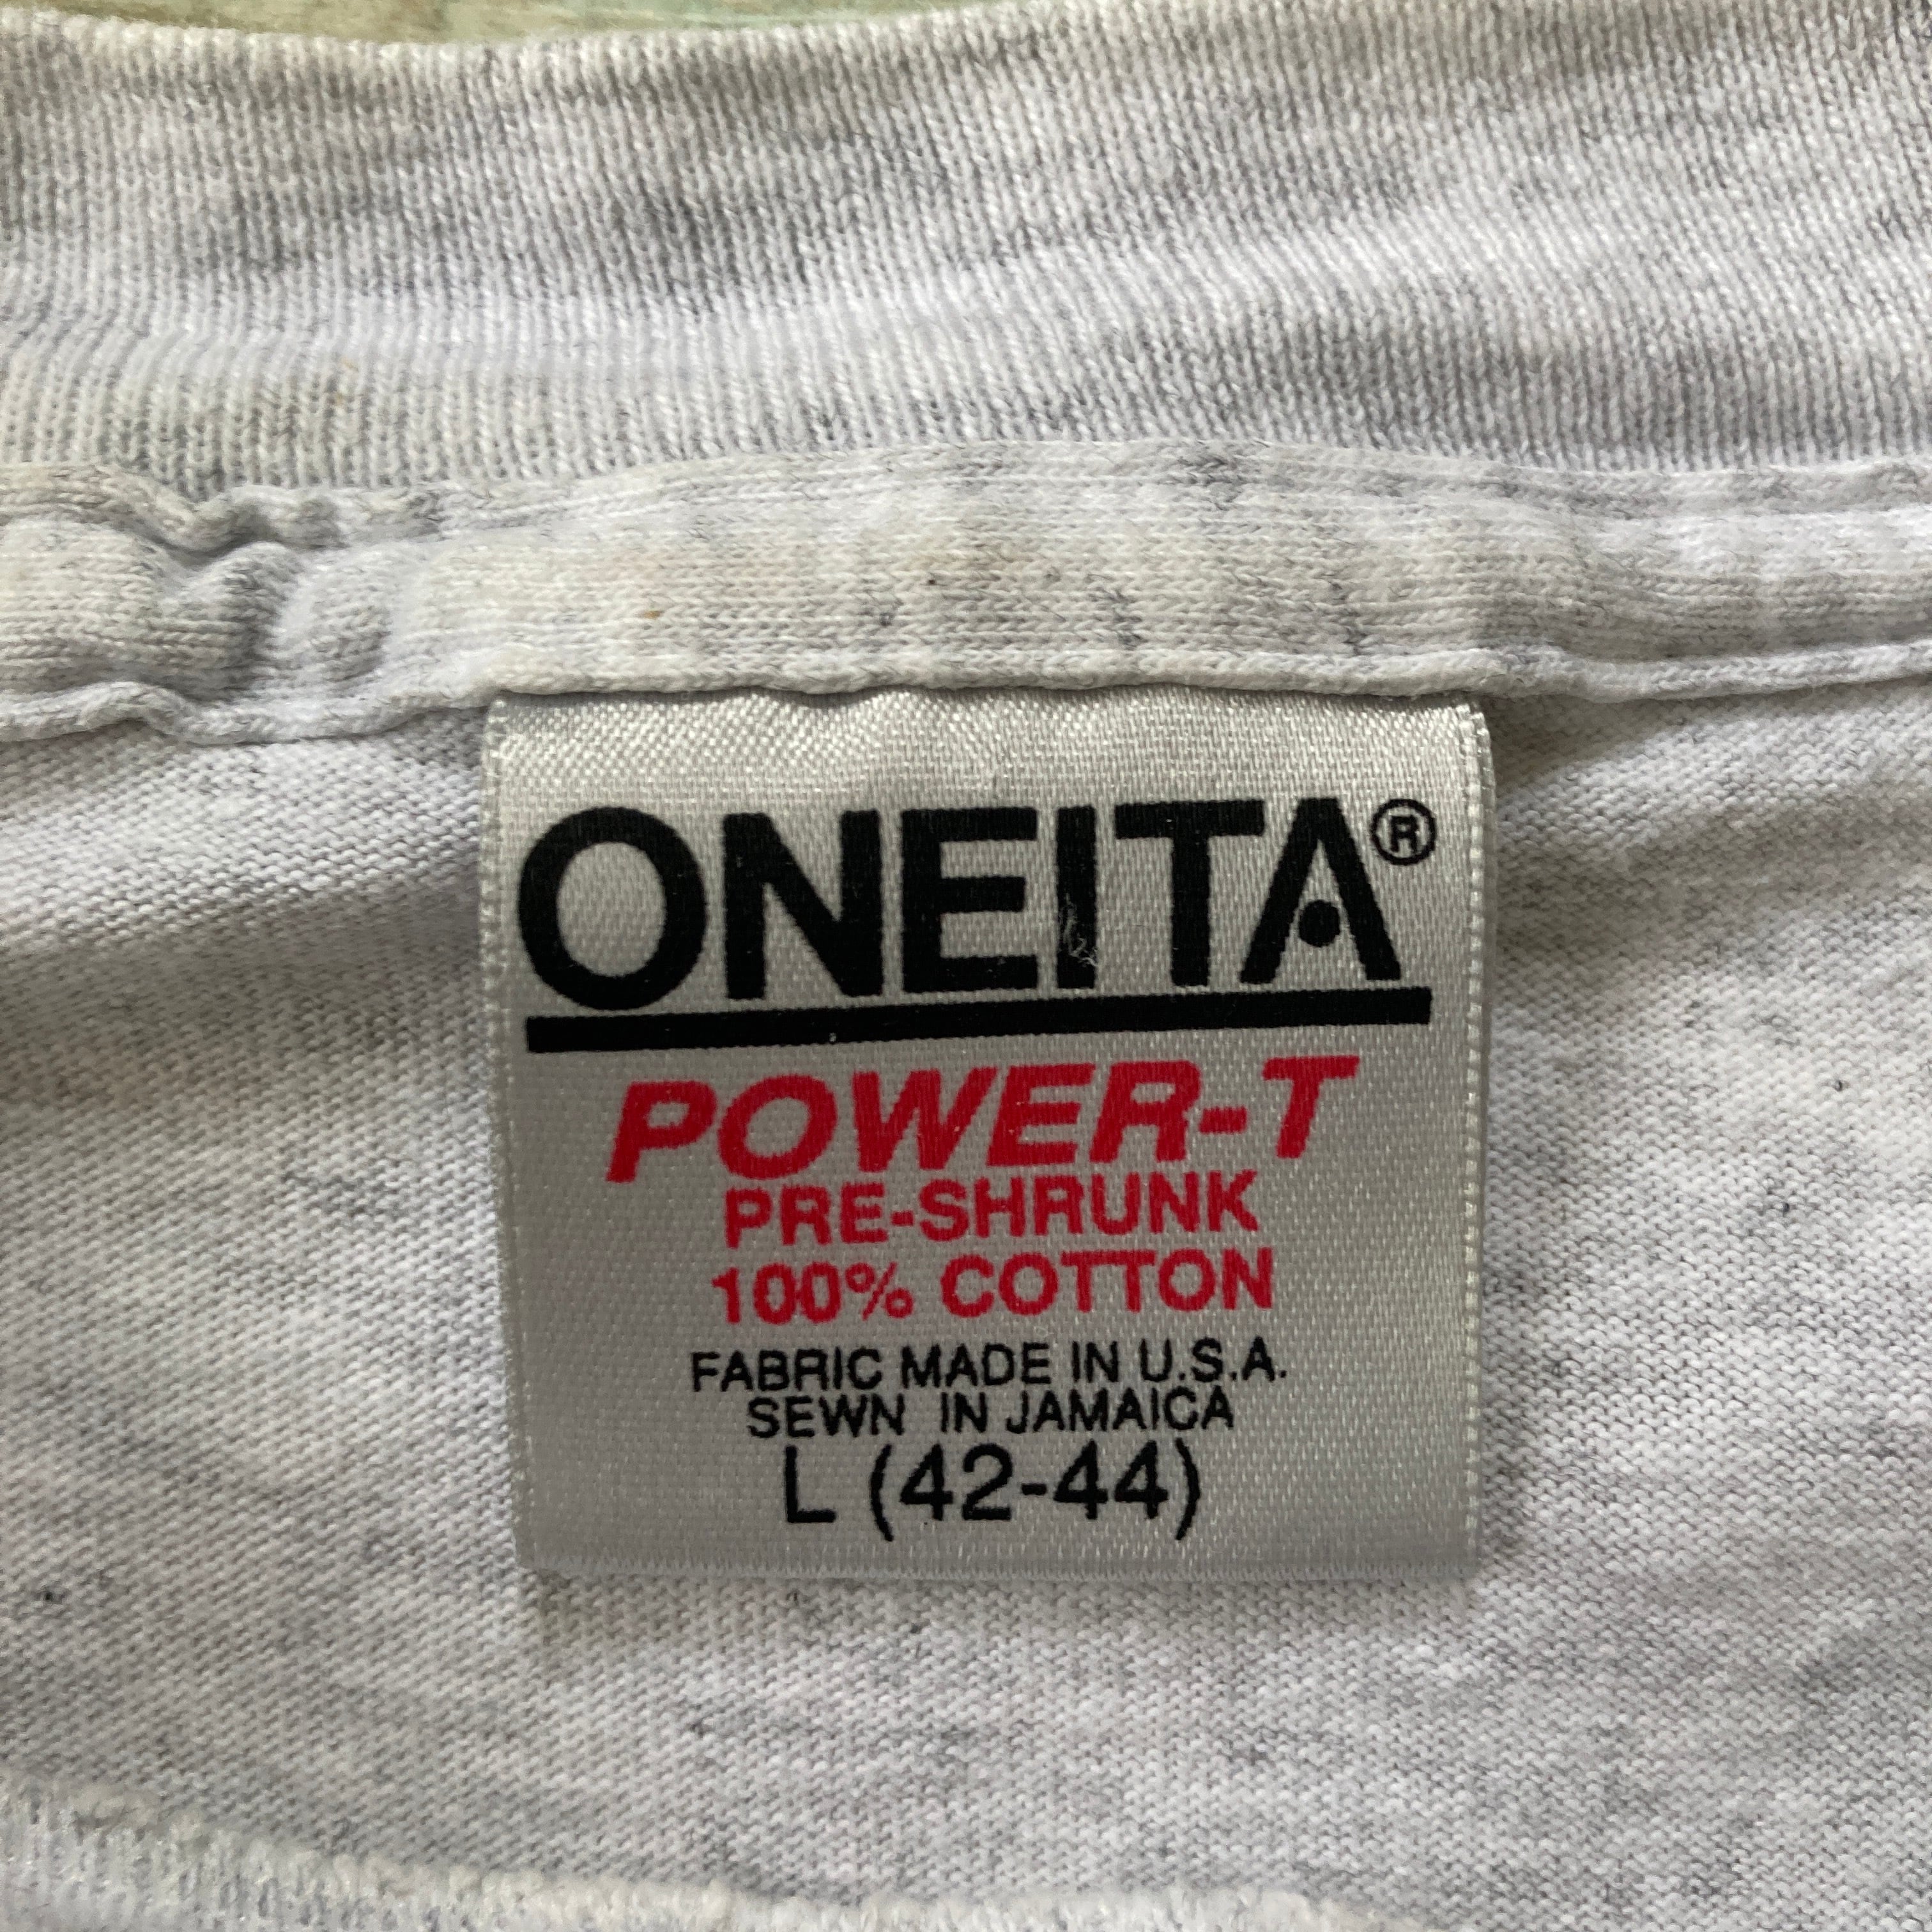 ONEITA®
POWER-T
PRE-SHRUNK
100% COTTON
FABRIC MADE IN U.S.A.
SEWN IN JAMAICA
L (42-44)